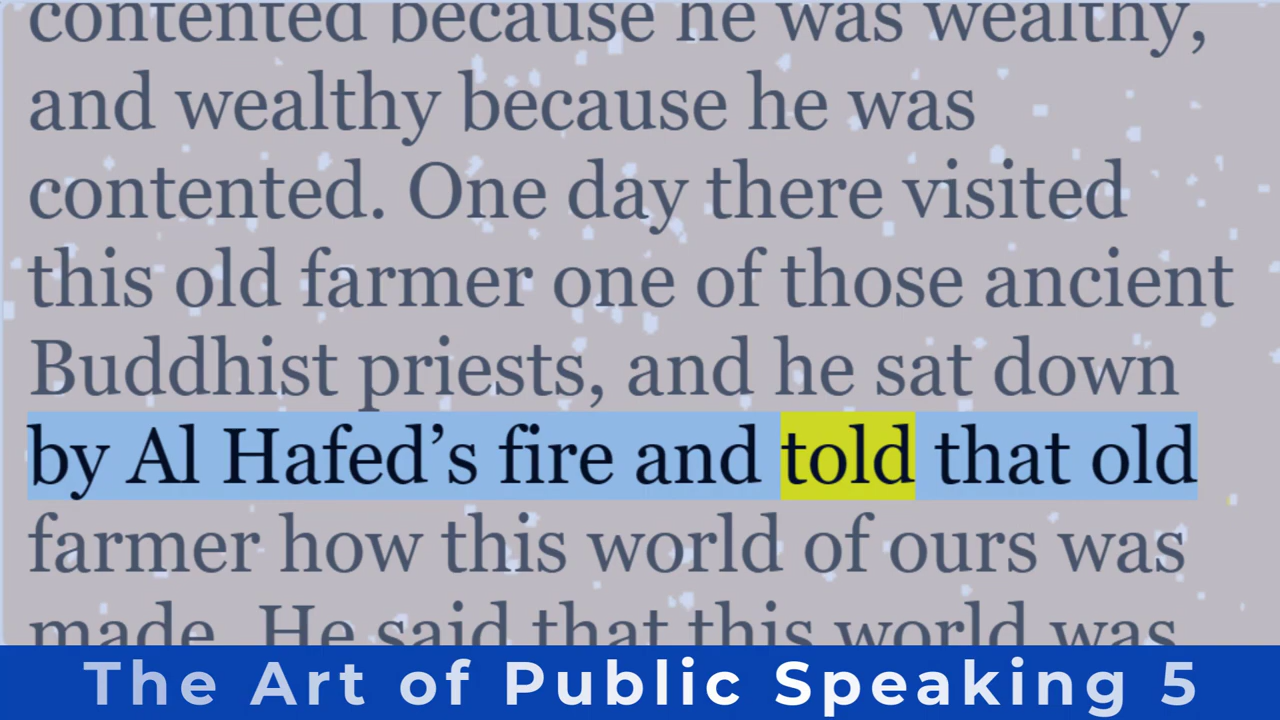 contented because he was wealthy,
and wealthy because he was
contented. One day there visited
this old farmer one of those ancient
Buddhist priests, and he sat down
by Al Hafed’s fire and told that old
farmer how this world of ours was
made. He said that this world was
The Art of Public Speaking 5